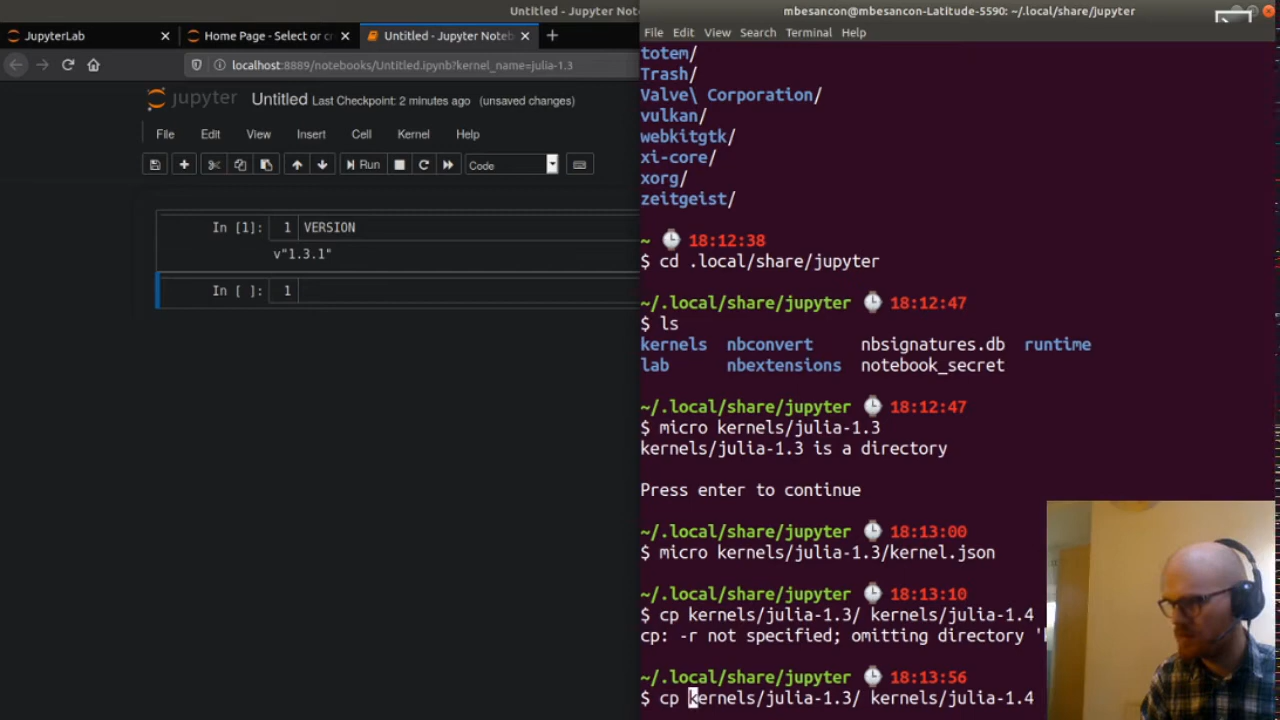 Untitled - Jupyter Not
JupyterLab
Home Page - Select or cr
Untitled - Jupyter Noteb
localhost:8889/notebooks/Untitled.ipynb?kernel_name=julia-1.3
jupyter Untitled Last Checkpoint: 2 minutes ago (unsaved changes)
File Edit View Insert Cell Kernel Help
Run Code
In [1]: 1 VERSION
v"1.3.1"
In [ ]: 1
mbesancon@mbesancon-Latitude-5590: ~/.local/share/jupyter
File Edit View Search Terminal Help
totem/
Trash/
Valve\ Corporation/
vulkan/
webkitgtk/
xi-core/
xorg/
zeitgeist/
~ 18:12:38
$ cd .local/share/jupyter
~/.local/share/jupyter 18:12:47
$ ls
kernels nbconvert nbsignatures.db runtime
lab nbextensions notebook_secret
~/.local/share/jupyter 18:12:47
$ micro kernels/julia-1.3
kernels/julia-1.3 is a directory
Press enter to continue
~/.local/share/jupyter 18:13:00
$ micro kernels/julia-1.3/kernel.json
~/.local/share/jupyter 18:13:10
$ cp kernels/julia-1.3/ kernels/julia-1.4
cp: -r not specified; omitting directory '
~/.local/share/jupyter 18:13:56
$ cp kernels/julia-1.3/ kernels/julia-1.4